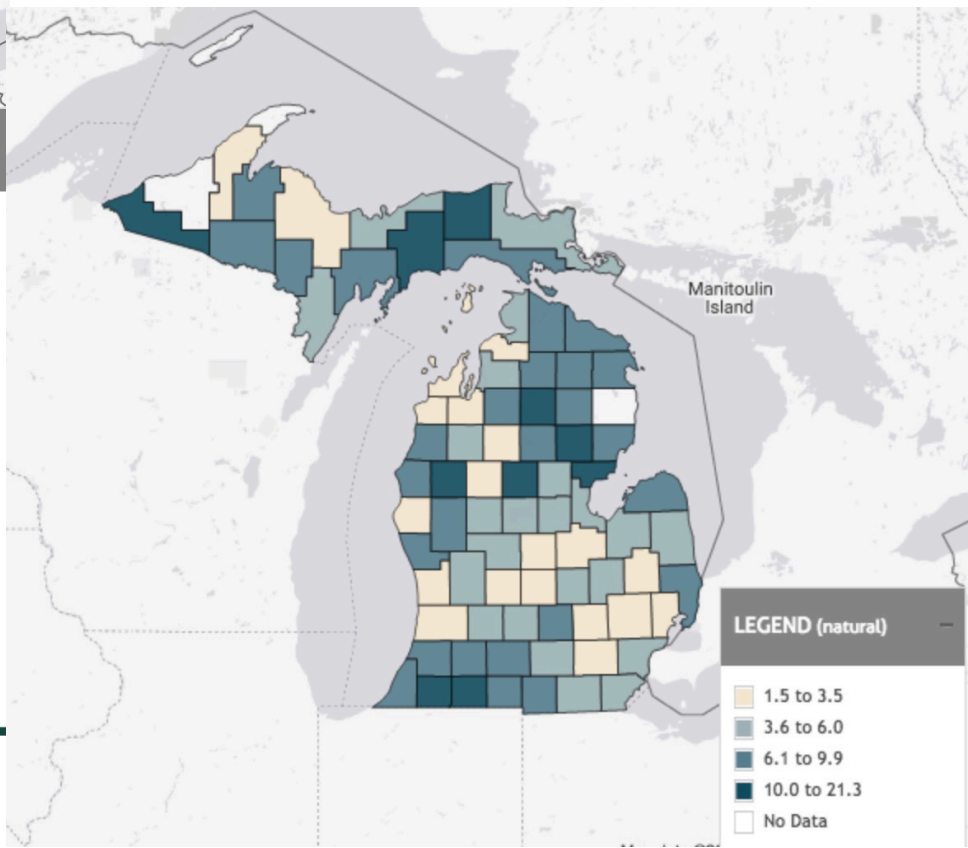 Manitoulin
Island
LEGEND (natural)
1.5 to 3.5
3.6 to 6.0
6.1 to 9.9
10.0 to 21.3
No Data